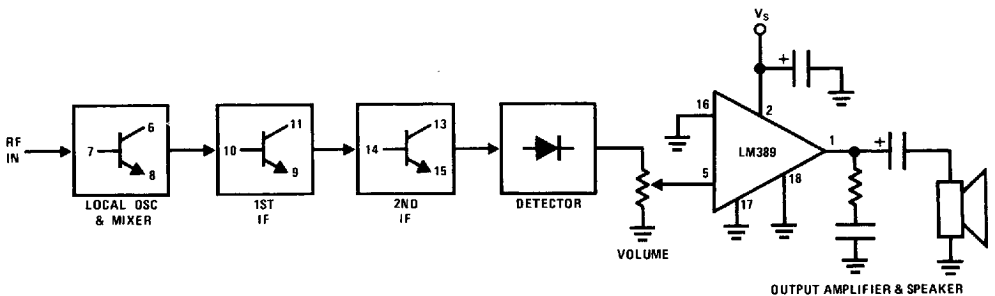 VS
+
16
2
6
11
13
RF
IN
7
10
14
LM389
1
+
8
9
15
5
18
17
LOCAL OSC
& MIXER
1ST
IF
2ND
IF
DETECTOR
VOLUME
OUTPUT AMPLIFIER & SPEAKER